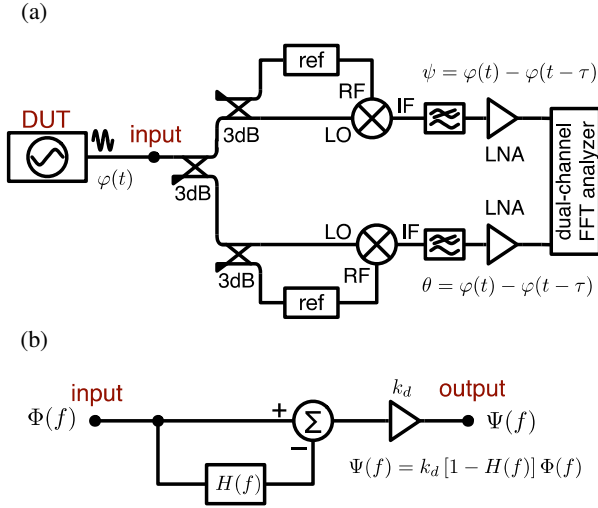 (a)
ref
DUT
input
RF
IF
ψ = φ(t) − φ(t − τ)
LO
3dB
LNA
φ(t)
3dB
dual-channel
FFT analyzer
LNA
LO
IF
RF
3dB
ref
θ = φ(t) − φ(t − τ)
(b)
input
k_d
output
Φ(f)
+
Σ
Ψ(f)
−
H(f)
Ψ(f) = k_d [1 − H(f)] Φ(f)